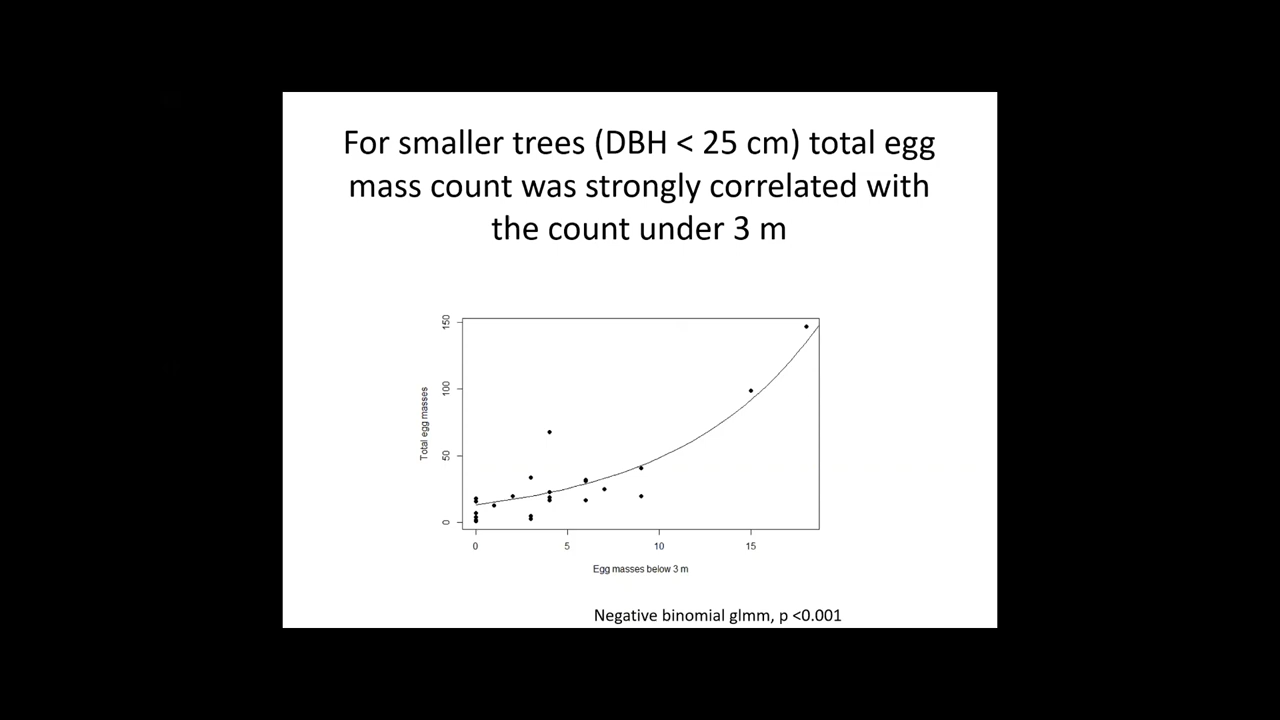 For smaller trees (DBH < 25 cm) total egg
mass count was strongly correlated with
the count under 3 m
150
100
50
0
Total egg masses
0 5 10 15
Egg masses below 3 m
Negative binomial glmm, p <0.001